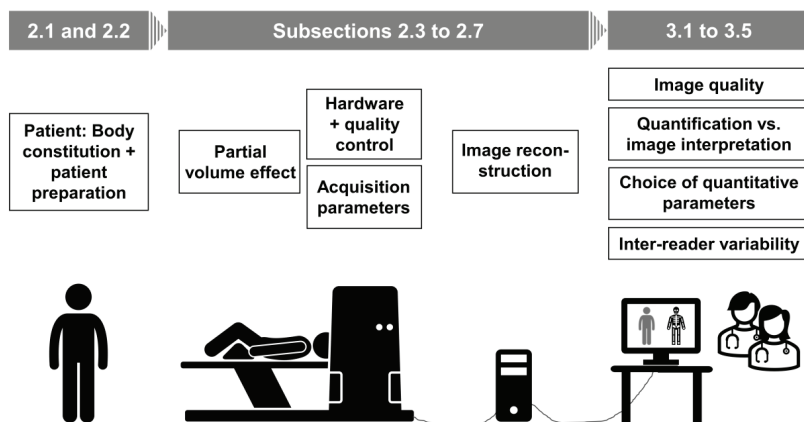 2.1 and 2.2
Subsections 2.3 to 2.7
3.1 to 3.5
Patient: Body
constitution +
patient
preparation
Partial
volume effect
Hardware
+ quality
control
Acquisition
parameters
Image recon-
struction
Image quality
Quantification vs.
image interpretation
Choice of quantitative
parameters
Inter-reader variability